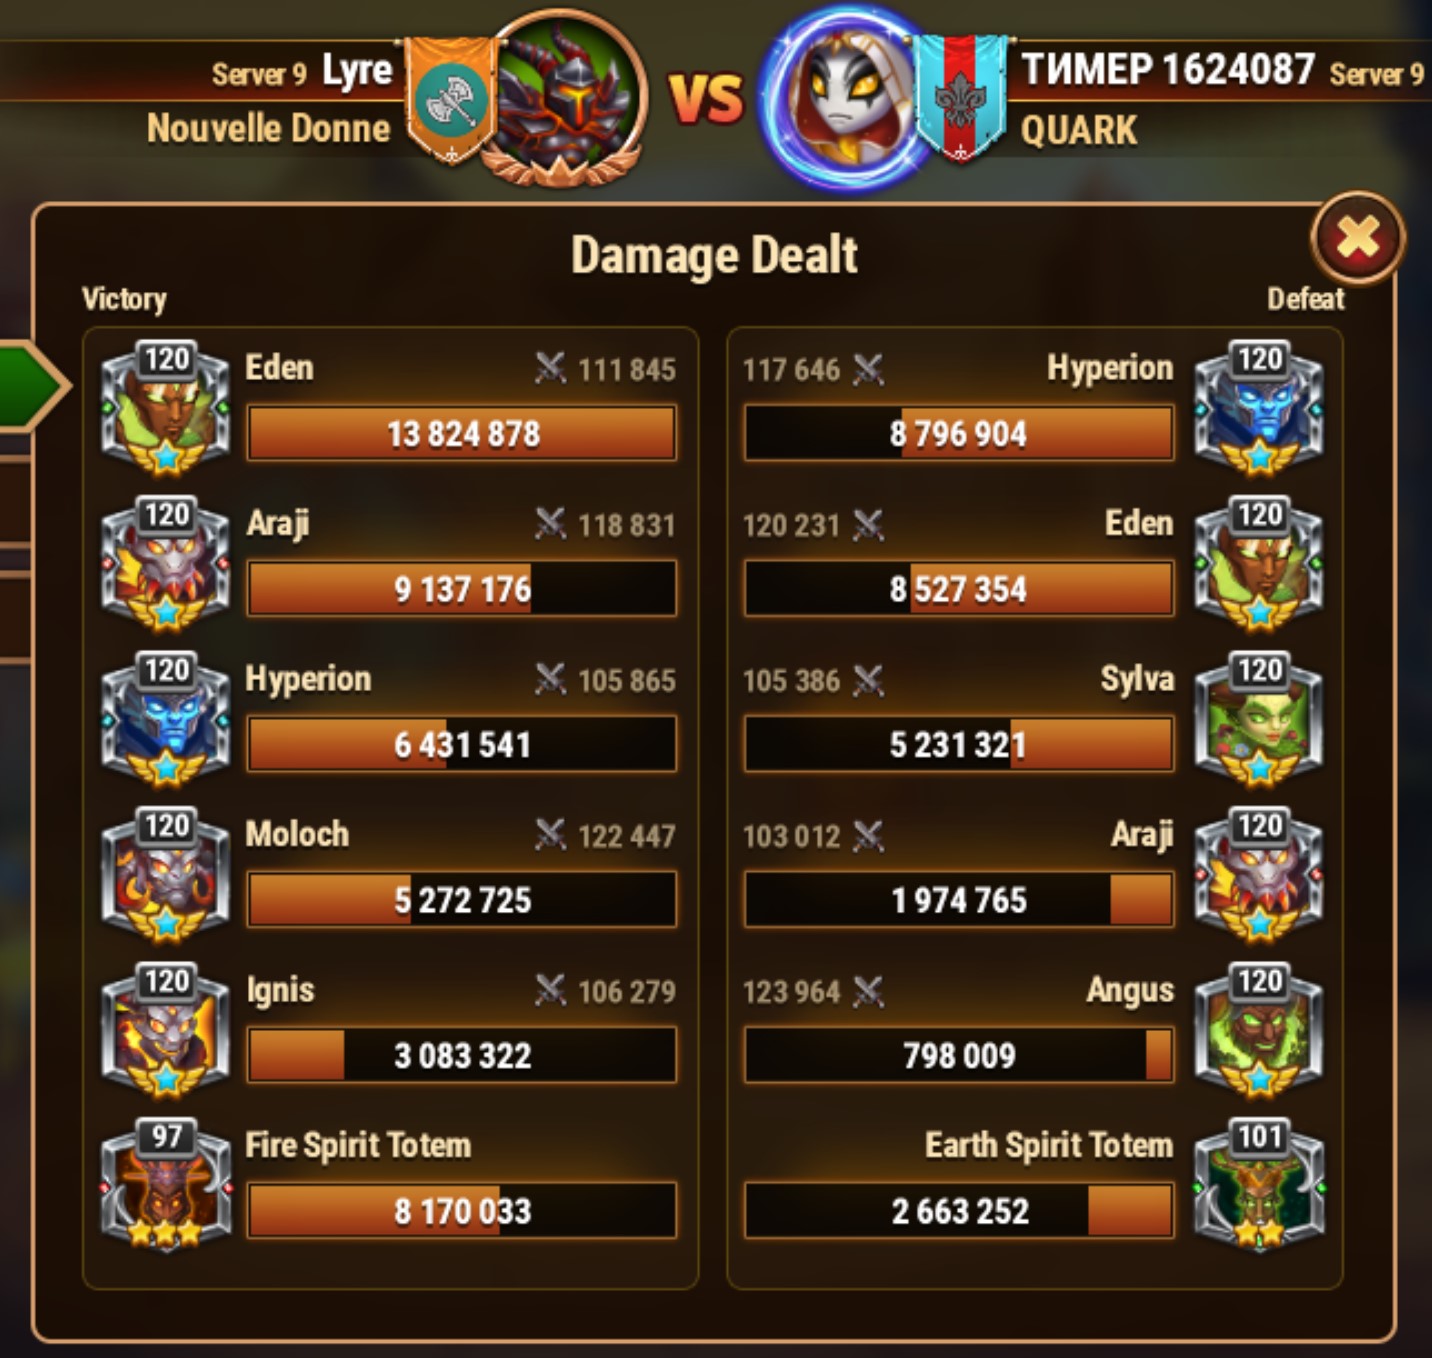 Server 9 Lyre
Nouvelle Donne
VS
ТИМЕР 1624087 Server 9
QUARK
Damage Dealt
Victory
Defeat
120
Eden
111 845
13 824 878
117 646
Hyperion
120
8 796 904
120
Araji
118 831
9 137 176
120 231
Eden
120
8 527 354
120
Hyperion
105 865
6 431 541
105 386
Sylva
120
5 231 321
120
Moloch
122 447
5 272 725
103 012
Araji
120
1 974 765
120
Ignis
106 279
3 083 322
123 964
Angus
120
798 009
97
Fire Spirit Totem
8 170 033
Earth Spirit Totem
101
2 663 252